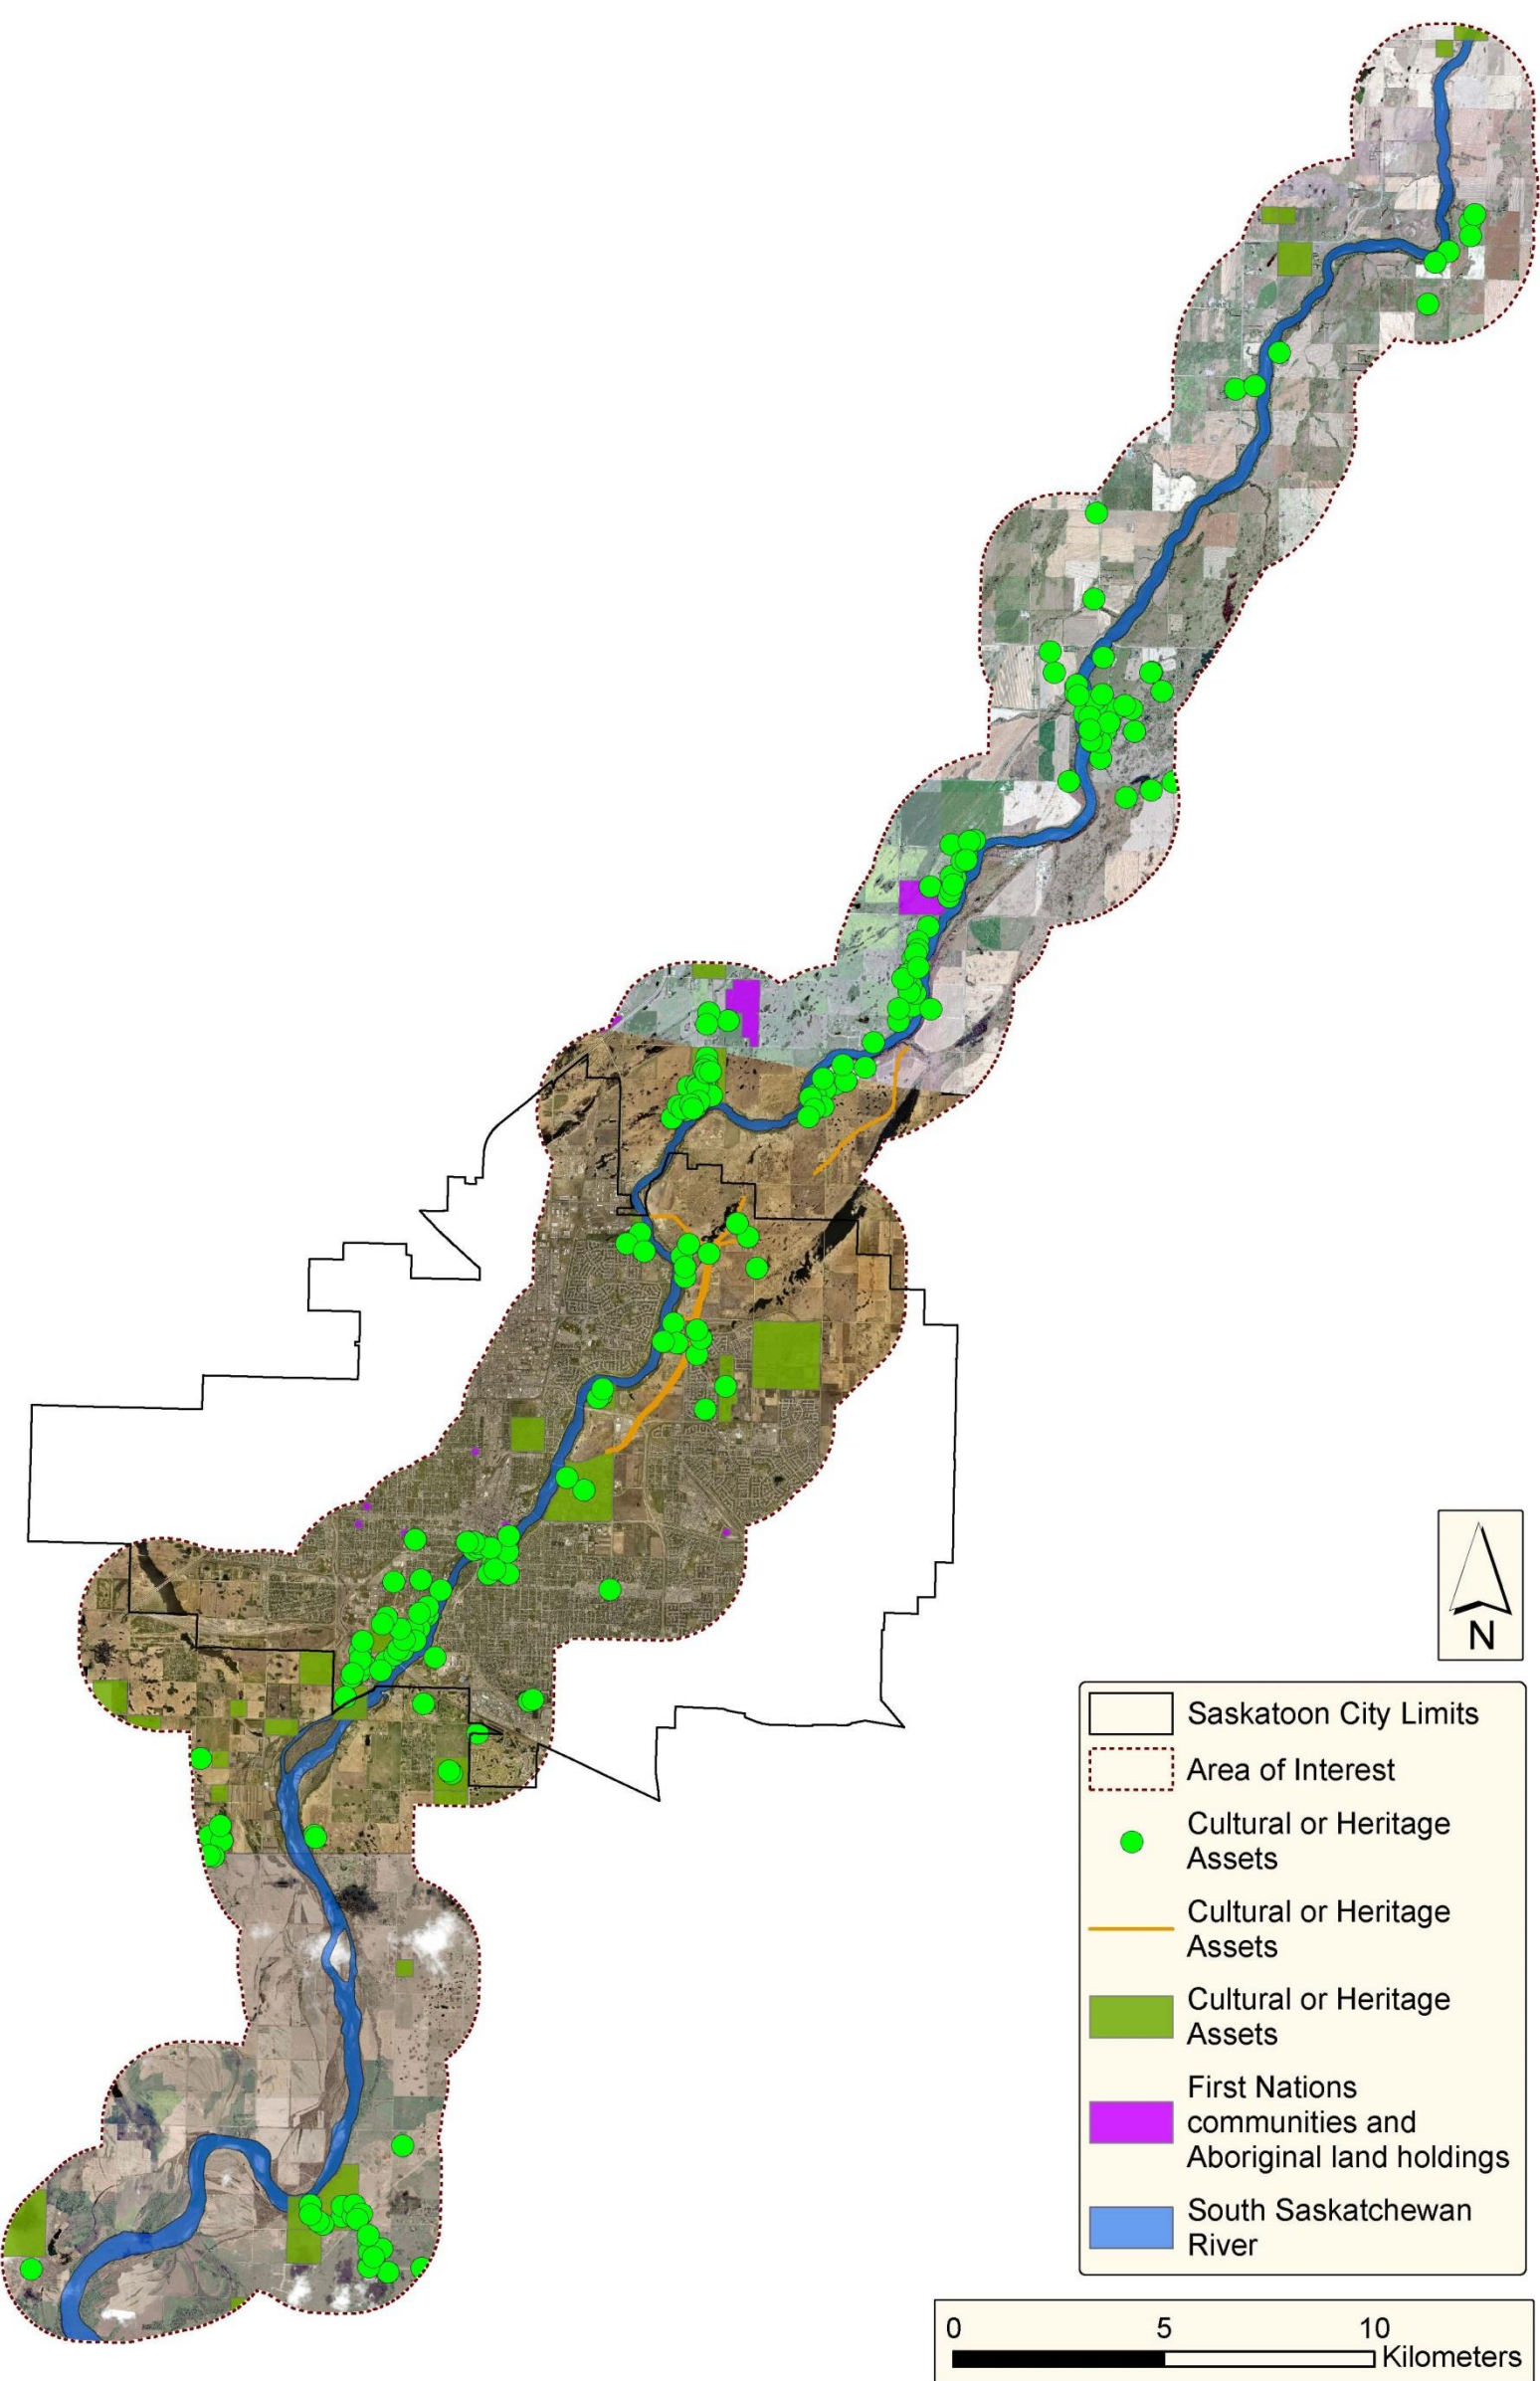 N
Saskatoon City Limits
Area of Interest
Cultural or Heritage
Assets
Cultural or Heritage
Assets
Cultural or Heritage
Assets
First Nations
communities and
Aboriginal land holdings
South Saskatchewan
River
0 5 10
Kilometers